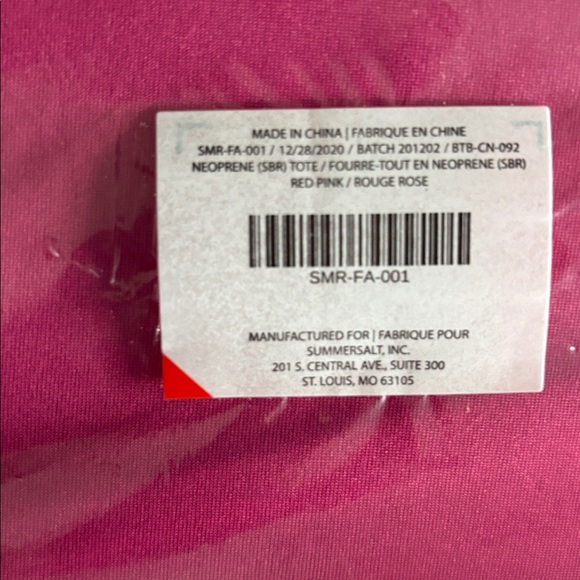 MADE IN CHINA | FABRIQUE EN CHINE
SMR-FA-001 / 12/28/2020 / BATCH 201202 / BTB-CN-092
NEOPRENE (SBR) TOTE / FOURRE-TOUT EN NEOPRENE (SBR)
RED PINK / ROUGE ROSE
SMR-FA-001
MANUFACTURED FOR | FABRIQUE POUR
SUMMERSALT, INC.
201 S. CENTRAL AVE., SUITE 300
ST. LOUIS, MO 63105